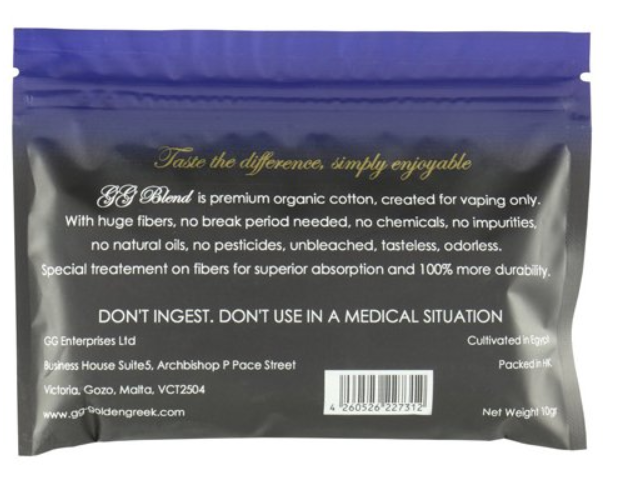 Taste the difference, simply enjoyable
GG Blend is premium organic cotton, created for vaping only.
With huge fibers, no break period needed, no chemicals, no impurities,
no natural oils, no pesticides, unbleached, tasteless, odorless.
Special treatement on fibers for superior absorption and 100% more durability.
DON'T INGEST. DON'T USE IN A MEDICAL SITUATION
GG Enterprises Ltd
Business House Suite5, Archbishop P Pace Street
Victoria, Gozo, Malta, VCT2504
www.gg-goldengreek.com
Cultivated in Egypt
Packed in HK
4 260526 227312
Net Weight 10gr